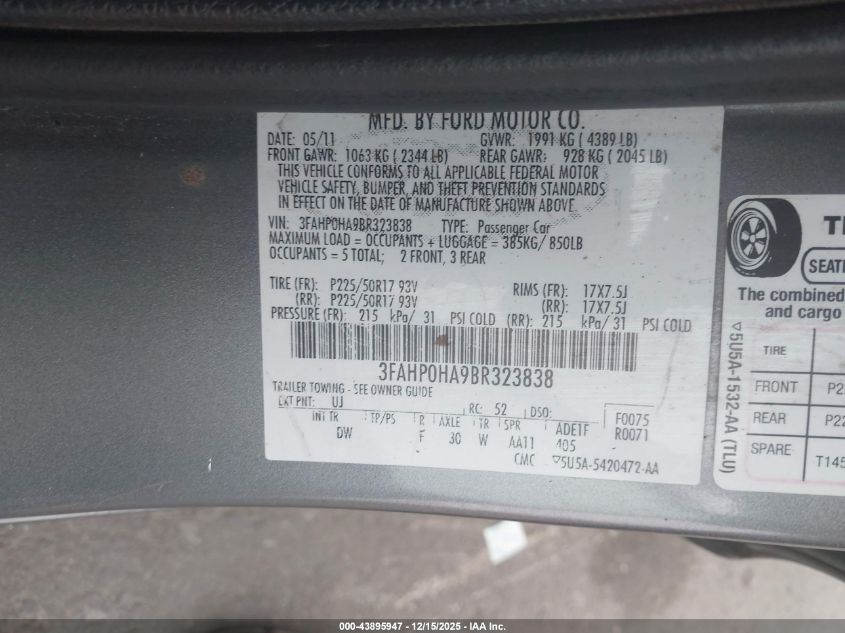 MFD. BY FORD MOTOR CO.
DATE: 05/11 GVWR: 1991 KG ( 4389 LB)
FRONT GAWR: 1063 KG ( 2344 LB) REAR GAWR: 928 KG ( 2045 LB)
THIS VEHICLE CONFORMS TO ALL APPLICABLE FEDERAL MOTOR
VEHICLE SAFETY, BUMPER, AND THEFT PREVENTION STANDARDS
IN EFFECT ON THE DATE OF MANUFACTURE SHOWN ABOVE.
VIN: 3FAHP0HA9BR323838 TYPE: Passenger Car
MAXIMUM LOAD = OCCUPANTS + LUGGAGE = 385KG/ 850LB
OCCUPANTS = 5 TOTAL; 2 FRONT, 3 REAR
TIRE (FR): P225/50R17 93V RIMS (FR): 17X7.5J
(RR): P225/50R17 93V (RR): 17X7.5J
PRESSURE (FR): 215 kPa/ 31 PSI COLD (RR): 215 kPa/ 31 PSI COLD
3FAHP0HA9BR323838
TRAILER TOWING - SEE OWNER GUIDE
EXT PNT: UJ RC: 52 DSO: F0075
INT TR TP/PS R AXLE TR SPR ADE1F R0071
DW F 30 W AA11 405
CMC ▽5U5A-5420472-AA
SEATI
The combined
and cargo
TIRE
FRONT P2
REAR P22
SPARE T145
▽5U5A-1532-AA (TLU)
000-43895947 - 12/15/2025 - IAA Inc.